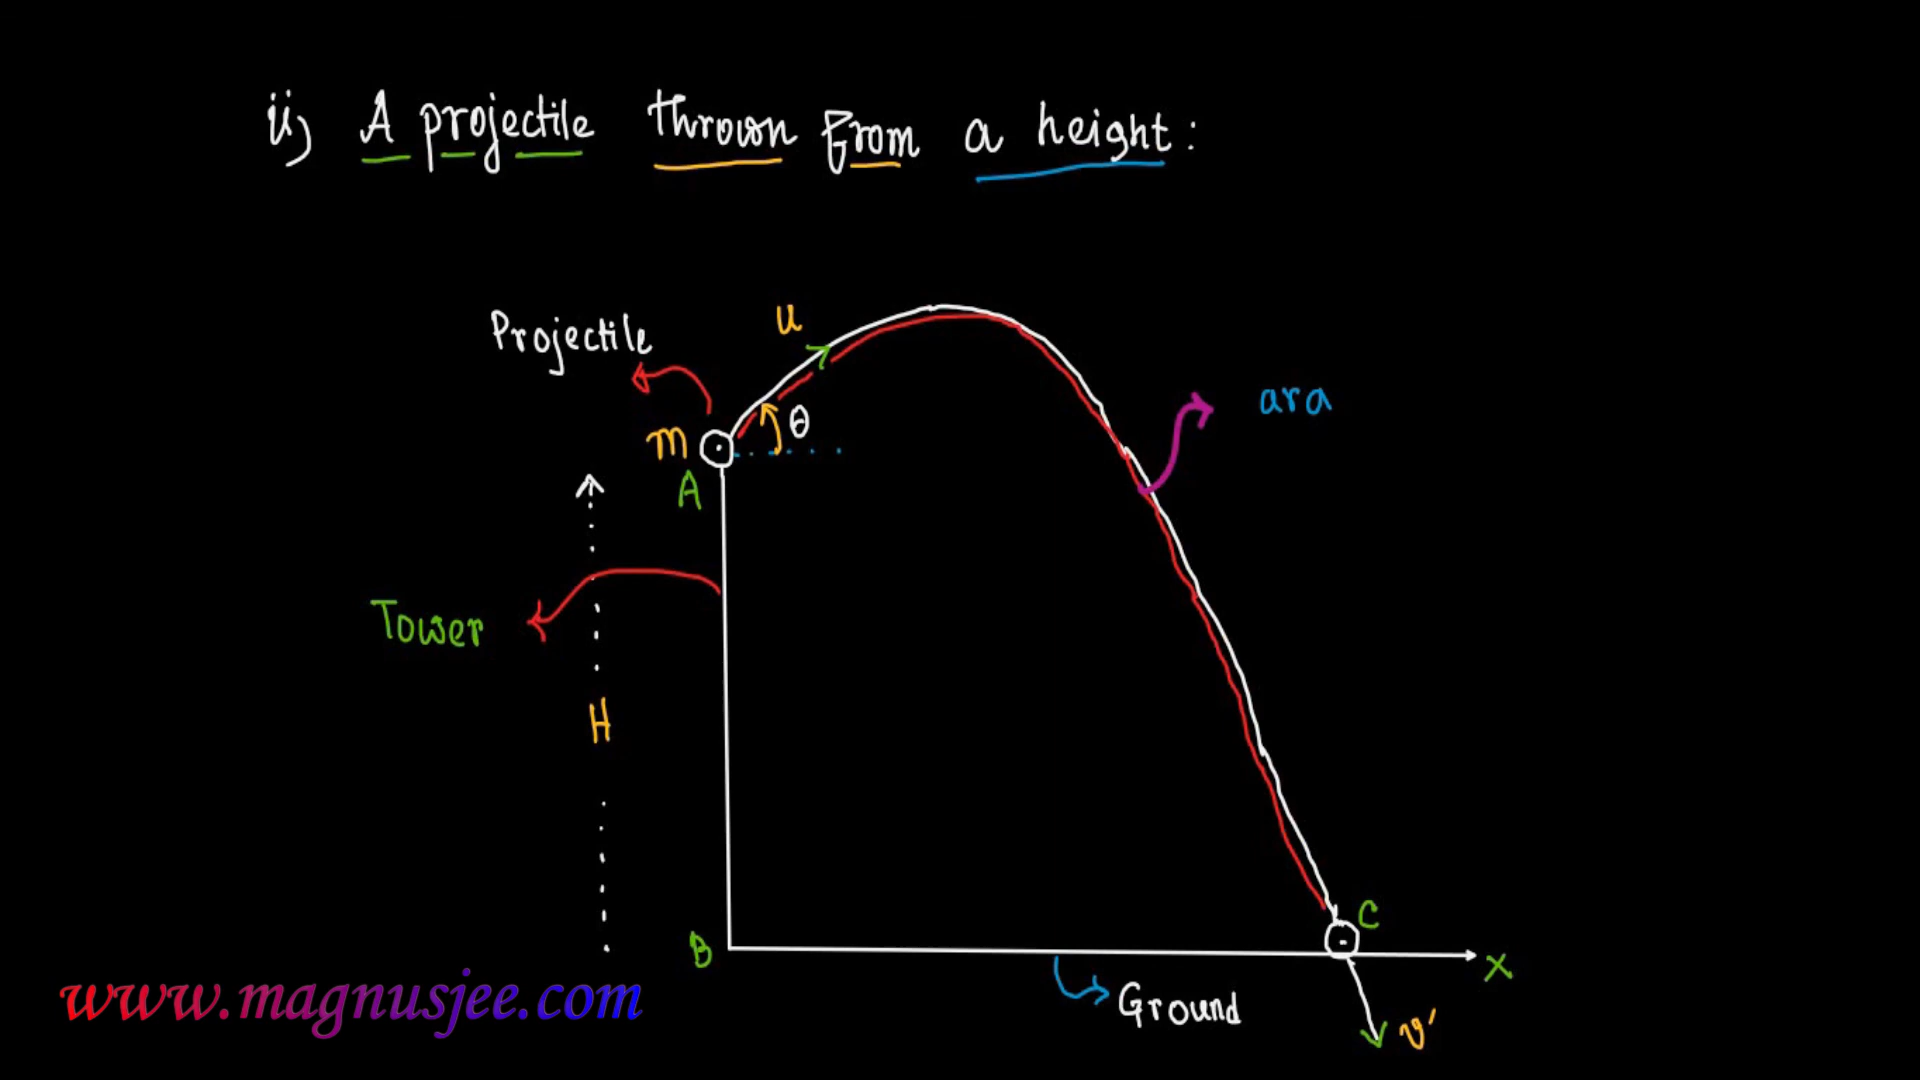 ii) A projectile thrown from a height:
u
Projectile
θ
ara
m
A
Tower
H
C
B
X
www.magnusjee.com
Ground
v'